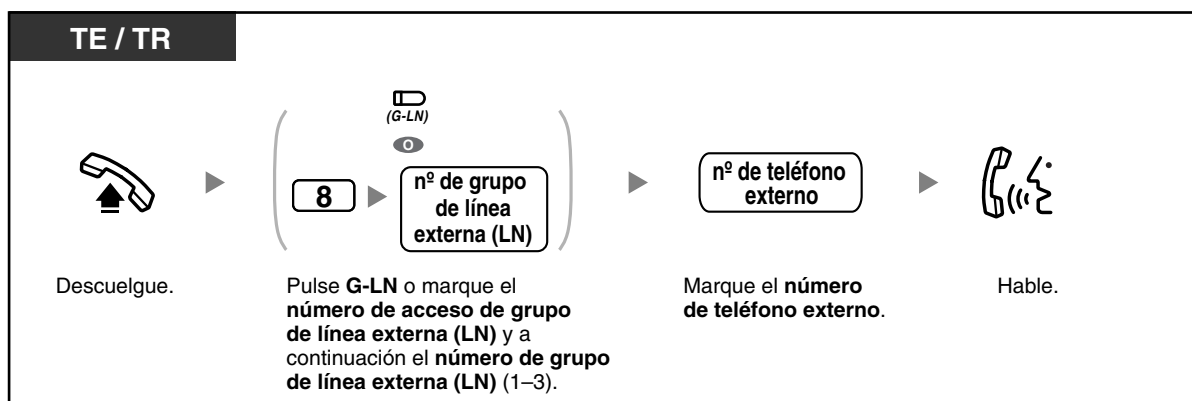 TE / TR
(G-LN)
O
8
nº de grupo
de línea
externa (LN)
nº de teléfono
externo
Descuelgue.
Pulse G-LN o marque el
número de acceso de grupo
de línea externa (LN) y a
continuación el número de grupo
de línea externa (LN) (1–3).
Marque el número
de teléfono externo.
Hable.